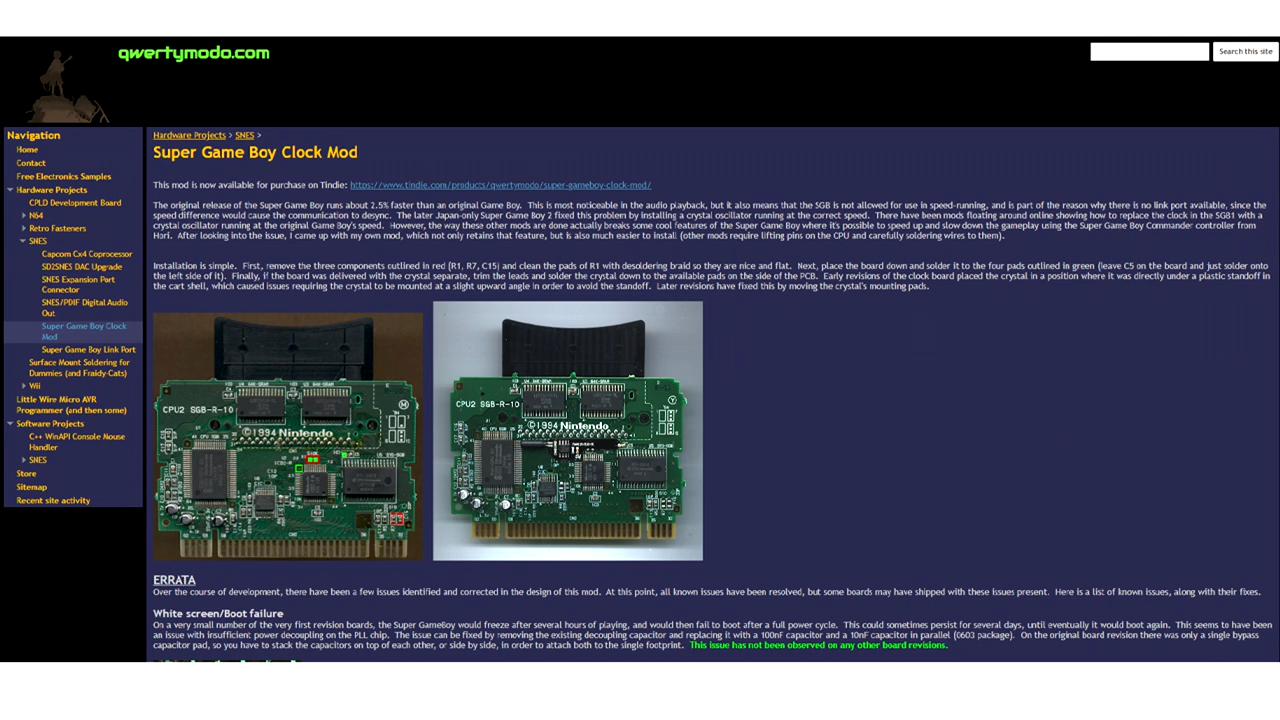 qwertymodo.com
Search this site
Navigation
Home
Contact
Free Electronics Samples
Hardware Projects
CPLD Development Board
N64
Retro Fasteners
SNES
Capcom Cx4 Coprocessor
SD2SNES DAC Upgrade
SNES Expansion Port
Connector
SNES S/PDIF Digital Audio
Out
Super Game Boy Clock
Mod
Super Game Boy Link Port
Surface Mount Soldering for
Dummies (and Fraidy-Cats)
Wii
Little Wire Micro AVR
Programmer (and then some)
Software Projects
C++ WinAPI Console Mouse
Handler
SNES
Store
Sitemap
Recent site activity
Hardware Projects > SNES >
Super Game Boy Clock Mod
This mod is now available for purchase on Tindie: https://www.tindie.com/products/qwertymodo/super-gameboy-clock-mod/
The original release of the Super Game Boy runs about 2.5% faster than an original Game Boy. This is most noticeable in the audio playback, but it also means that the SGB is not allowed for use in speed-running, and is part of the reason why there is no link port available, since the
speed difference would cause the communication to desync. The later Japan-only Super Game Boy 2 fixed this problem by installing a crystal oscillator running at the correct speed. There have been mods floating around online showing how to replace the clock in the SGB1 with a
crystal oscillator running at the original Game Boy's speed. However, the way these other mods are done actually breaks some cool features of the Super Game Boy where it's possible to speed up and slow down the gameplay using the Super Game Boy Commander controller from
Hori. After looking into the issue, I came up with my own mod, which not only retains that feature, but is also much easier to install (other mods require lifting pins on the CPU and carefully soldering wires to them).
Installation is simple. First, remove the three components outlined in red (R1, R7, C15) and clean the pads of R1 with desoldering braid so they are nice and flat. Next, place the board down and solder it to the four pads outlined in green (leave C5 on the board and just solder onto
the left side of it). Finally, if the board was delivered with the crystal separate, trim the leads and solder the crystal down to the available pads on the side of the PCB. Early revisions of the clock board placed the crystal in a position where it was directly under a plastic standoff in
the cart shell, which caused issues requiring the crystal to be mounted at a slight upward angle in order to avoid the standoff. Later revisions have fixed this by moving the crystal's mounting pads.
CPU2 SGB-R-10
©1994 Nintendo
CPU2 SGB-R-10
©1994 Nintendo
ERRATA
Over the course of development, there have been a few issues identified and corrected in the design of this mod. At this point, all known issues have been resolved, but some boards may have shipped with these issues present. Here is a list of known issues, along with their fixes.
White screen/Boot failure
On a very small number of the very first revision boards, the Super GameBoy would freeze after several hours of playing, and would then fail to boot after a full power cycle. This could sometimes persist for several days, until eventually it would boot again. This seems to have been
an issue with insufficient power decoupling on the PLL chip. The issue can be fixed by removing the existing decoupling capacitor and replacing it with a 100nF capacitor and a 10nF capacitor in parallel (0603 package). On the original board revision there was only a single bypass
capacitor pad, so you have to stack the capacitors on top of each other, or side by side, in order to attach both to the single footprint. This issue has not been observed on any other board revisions.